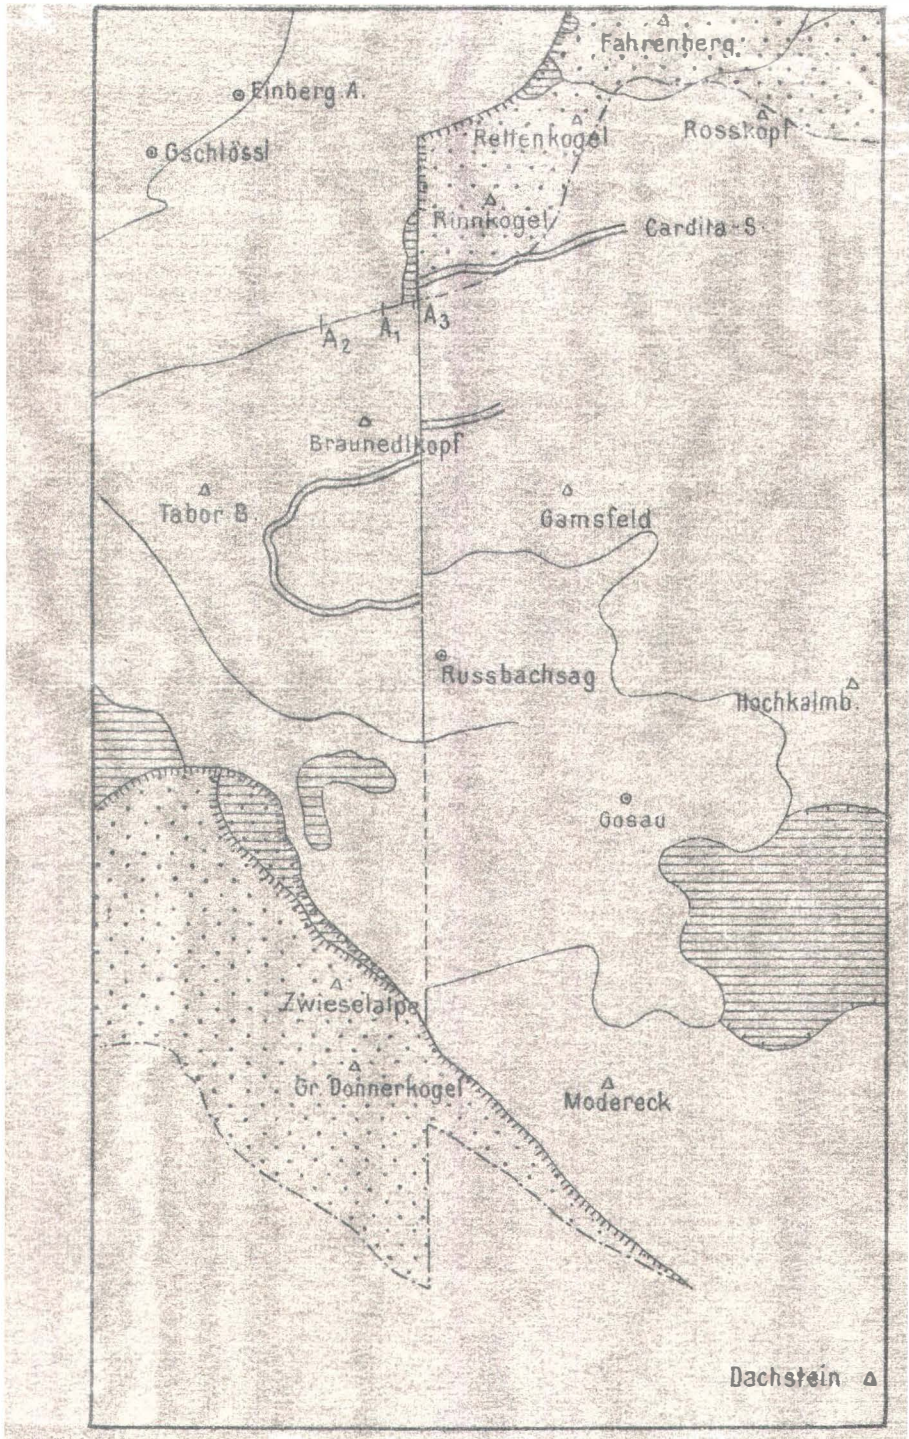 Fahrenberg
Einberg A.
Rettenkogel
Rosskopf
Gschlössl
Rinnkogel
Cardita-S.
A₃
A₁
A₂
Braunedlkopf
Tabor B.
Gamsfeld
Russbachsag
Hochkalmb.
Gosau
Zwieselalpe
Gr. Donnerkogel
Modereck
Dachstein